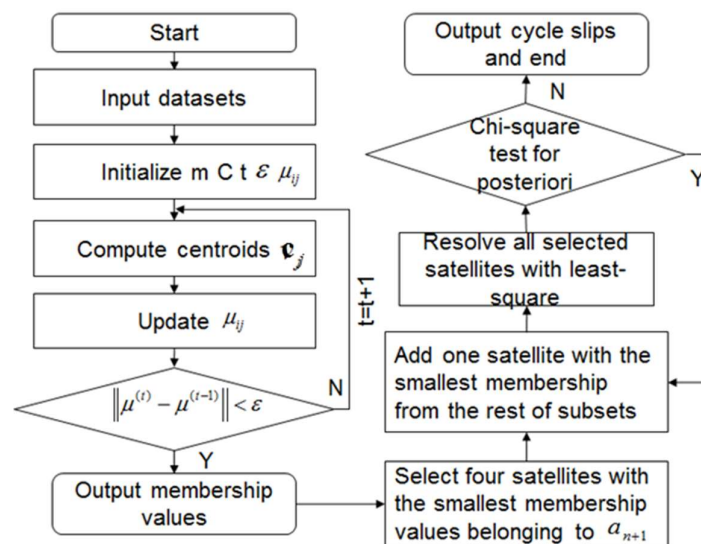 Start
Input datasets
Initialize m C t ε μij
Compute centroids cj
Update μij
t=t+1
‖μ(t) − μ(t−1)‖ < ε
N
Y
Output membership
values
Select four satellites with
the smallest membership
values belonging to an+1
Add one satellite with the
smallest membership
from the rest of subsets
Resolve all selected
satellites with least-
square
Chi-square
test for
posteriori
Y
N
Output cycle slips
and end